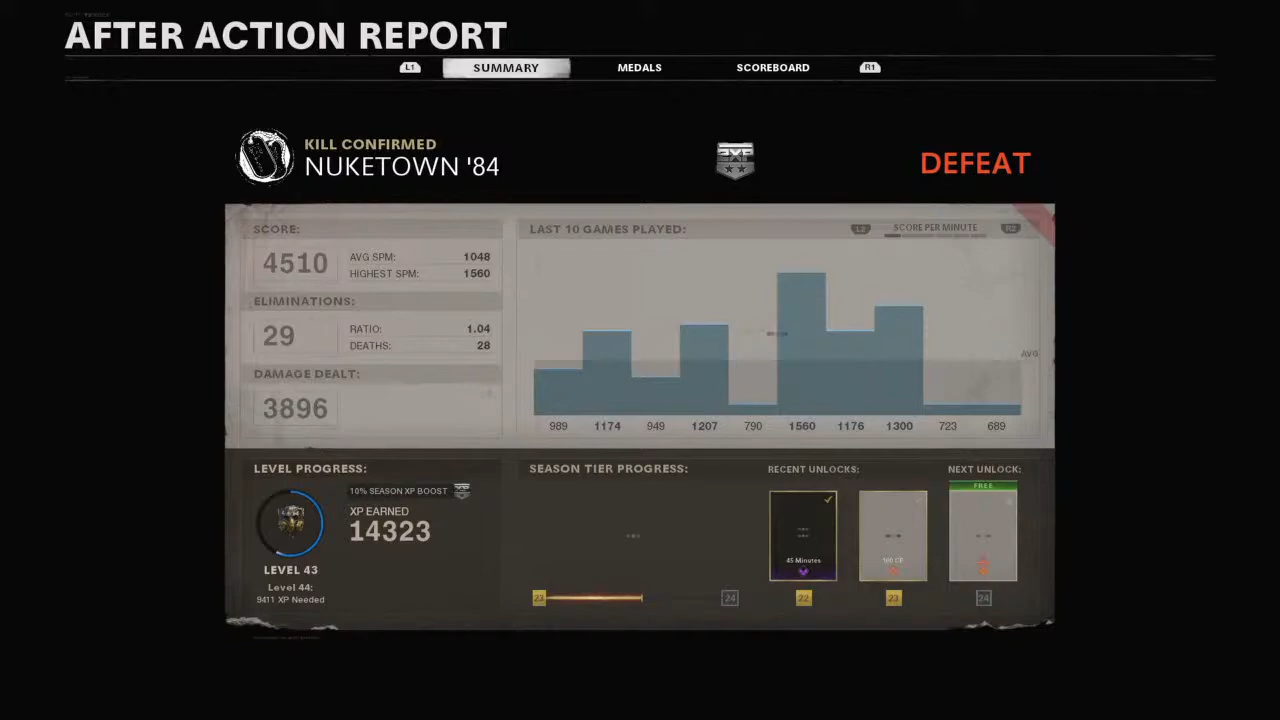 AFTER ACTION REPORT
L1 SUMMARY MEDALS SCOREBOARD R1
KILL CONFIRMED
NUKETOWN '84
2XP
DEFEAT
SCORE:
4510
AVG SPM: 1048
HIGHEST SPM: 1560
ELIMINATIONS:
29
RATIO: 1.04
DEATHS: 28
DAMAGE DEALT:
3896
LAST 10 GAMES PLAYED:
SCORE PER MINUTE R2
AVG
989 1174 949 1207 790 1560 1176 1300 723 689
LEVEL PROGRESS:
10% SEASON XP BOOST
XP EARNED
14323
LEVEL 43
Level 44:
9411 XP Needed
SEASON TIER PROGRESS:
23 24
RECENT UNLOCKS:
45 Minutes
100 CP
22 23
NEXT UNLOCK:
FREE
24